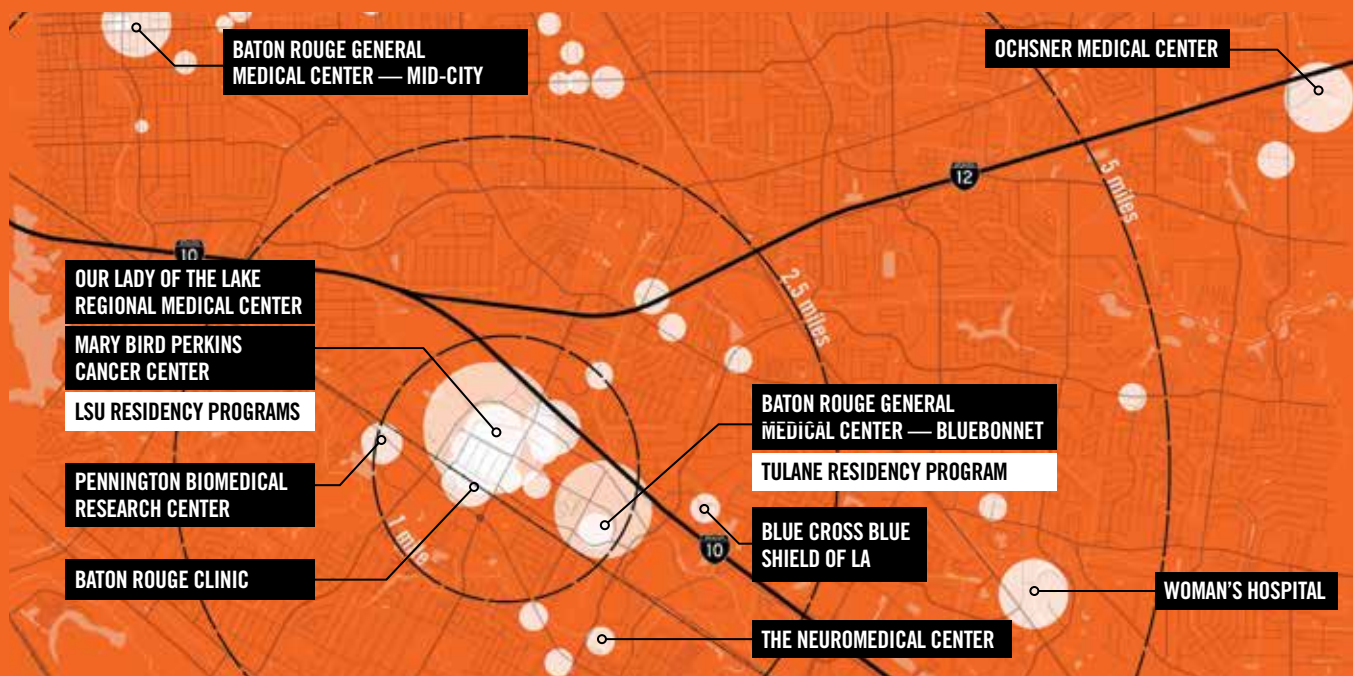 BATON ROUGE GENERAL
MEDICAL CENTER — MID-CITY
OCHSNER MEDICAL CENTER
12
5 miles
10
OUR LADY OF THE LAKE
REGIONAL MEDICAL CENTER
2.5 miles
MARY BIRD PERKINS
CANCER CENTER
LSU RESIDENCY PROGRAMS
BATON ROUGE GENERAL
MEDICAL CENTER — BLUEBONNET
TULANE RESIDENCY PROGRAM
PENNINGTON BIOMEDICAL
RESEARCH CENTER
BLUE CROSS BLUE
SHIELD OF LA
1 mile
10
BATON ROUGE CLINIC
WOMAN'S HOSPITAL
THE NEUROMEDICAL CENTER